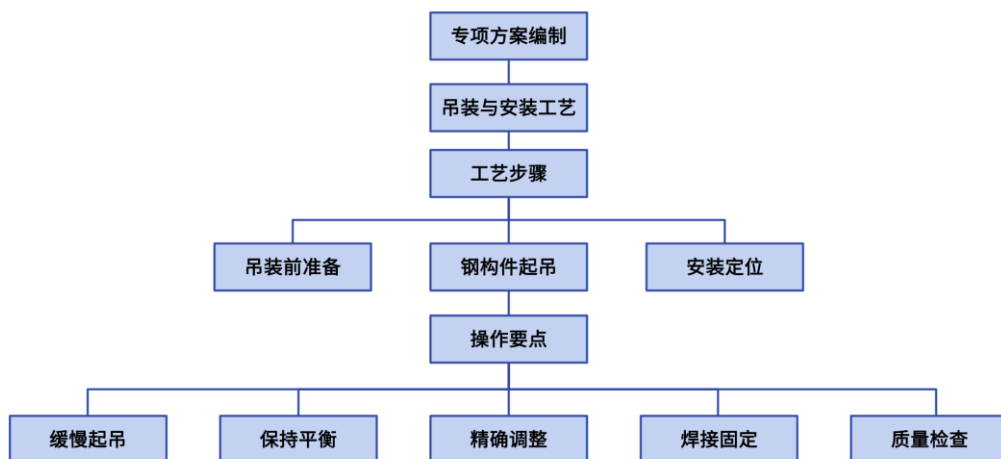 专项方案编制
吊装与安装工艺
工艺步骤
吊装前准备
钢构件起吊
安装定位
操作要点
缓慢起吊
保持平衡
精确调整
焊接固定
质量检查